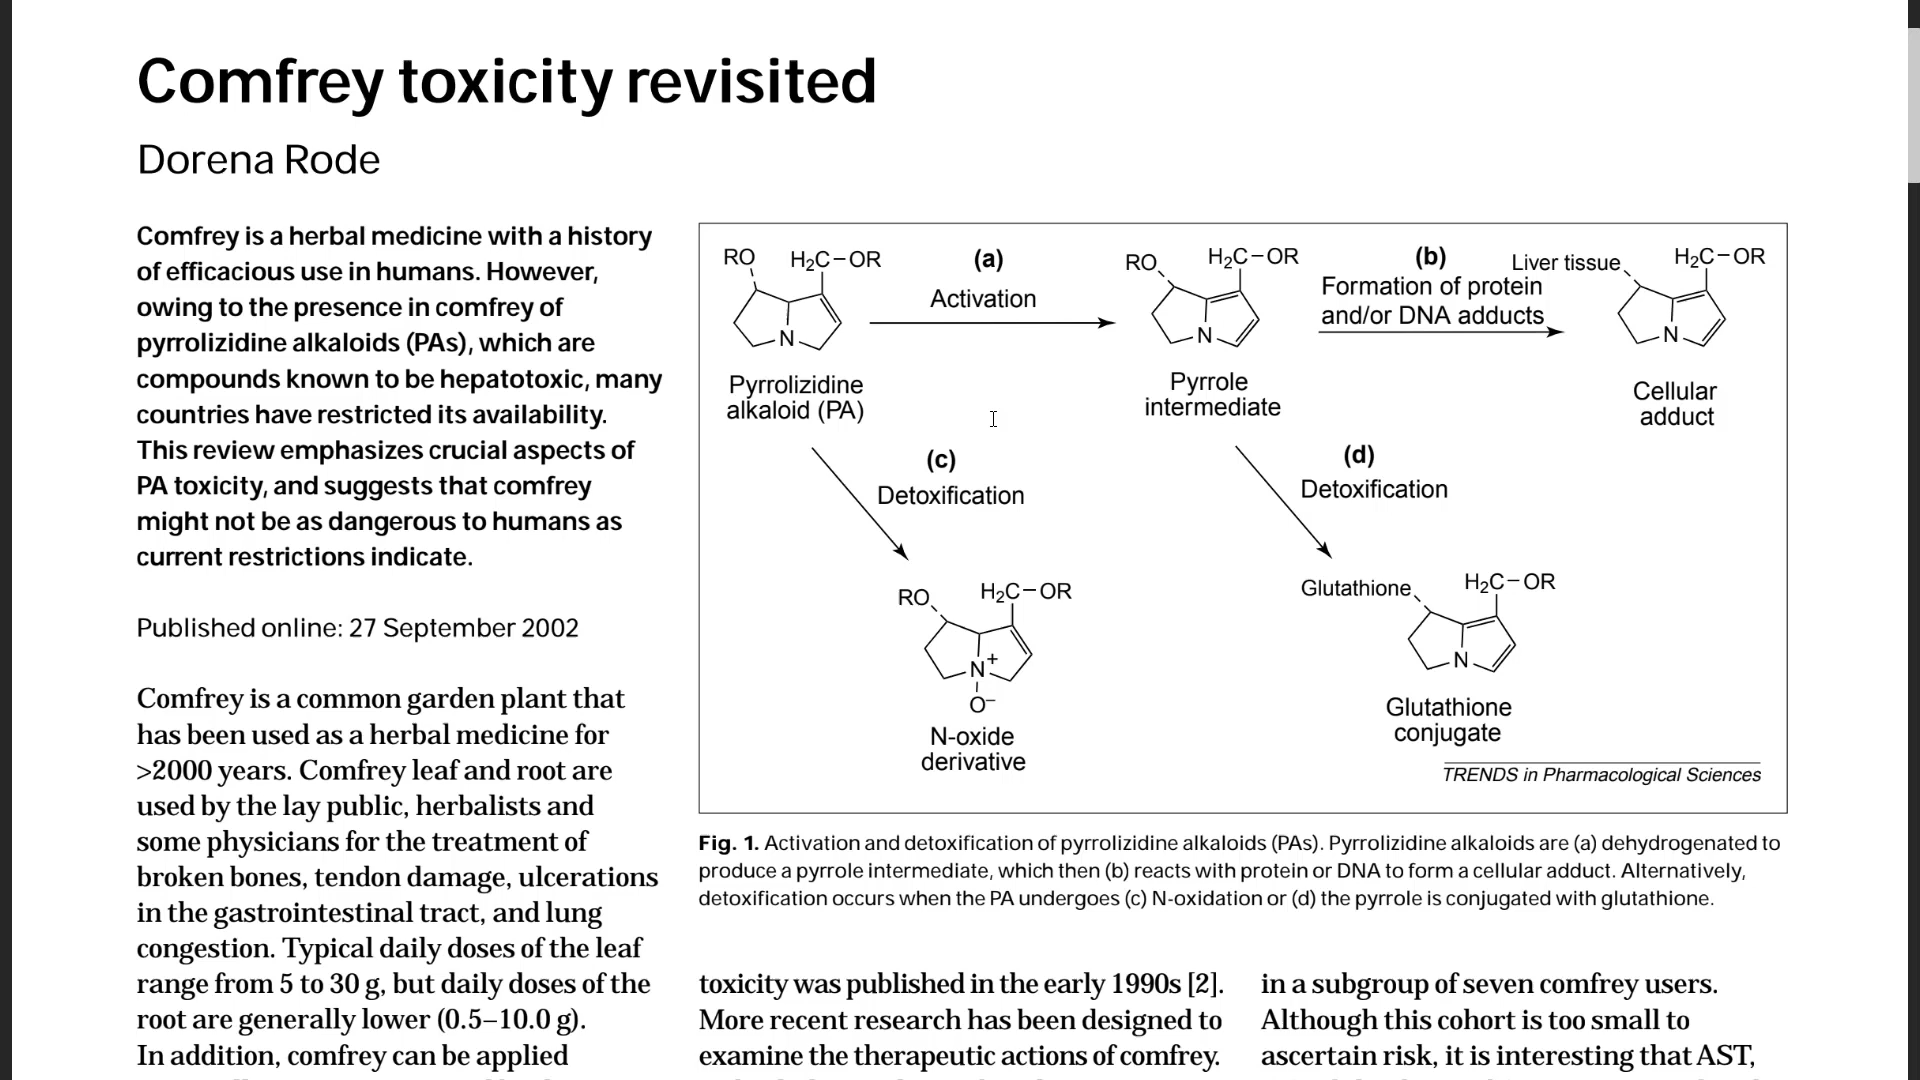 Comfrey toxicity revisited
Dorena Rode
Comfrey is a herbal medicine with a history
of efficacious use in humans. However,
owing to the presence in comfrey of
pyrrolizidine alkaloids (PAs), which are
compounds known to be hepatotoxic, many
countries have restricted its availability.
This review emphasizes crucial aspects of
PA toxicity, and suggests that comfrey
might not be as dangerous to humans as
current restrictions indicate.
Published online: 27 September 2002
Comfrey is a common garden plant that
has been used as a herbal medicine for
>2000 years. Comfrey leaf and root are
used by the lay public, herbalists and
some physicians for the treatment of
broken bones, tendon damage, ulcerations
in the gastrointestinal tract, and lung
congestion. Typical daily doses of the leaf
range from 5 to 30 g, but daily doses of the
root are generally lower (0.5–10.0 g).
In addition, comfrey can be applied
RO H₂C–OR
N
Pyrrolizidine
alkaloid (PA)
(a)
Activation
RO H₂C–OR
N
Pyrrole
intermediate
(b)
Formation of protein
and/or DNA adducts
Liver tissue H₂C–OR
N
Cellular
adduct
(c)
Detoxification
RO H₂C–OR
N+
O−
N-oxide
derivative
(d)
Detoxification
Glutathione H₂C–OR
N
Glutathione
conjugate
TRENDS in Pharmacological Sciences
Fig. 1. Activation and detoxification of pyrrolizidine alkaloids (PAs). Pyrrolizidine alkaloids are (a) dehydrogenated to
produce a pyrrole intermediate, which then (b) reacts with protein or DNA to form a cellular adduct. Alternatively,
detoxification occurs when the PA undergoes (c) N-oxidation or (d) the pyrrole is conjugated with glutathione.
toxicity was published in the early 1990s [2].
More recent research has been designed to
examine the therapeutic actions of comfrey.
in a subgroup of seven comfrey users.
Although this cohort is too small to
ascertain risk, it is interesting that AST,